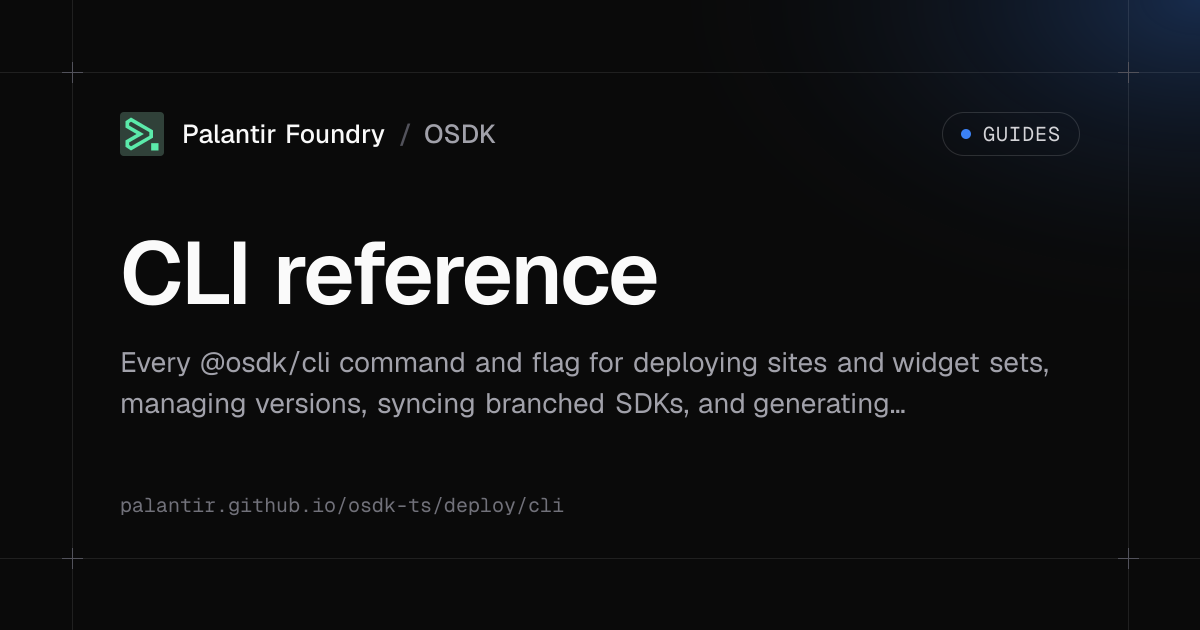 Palantir Foundry / OSDK
GUIDES
CLI reference
Every @osdk/cli command and flag for deploying sites and widget sets,
managing versions, syncing branched SDKs, and generating…
palantir.github.io/osdk-ts/deploy/cli